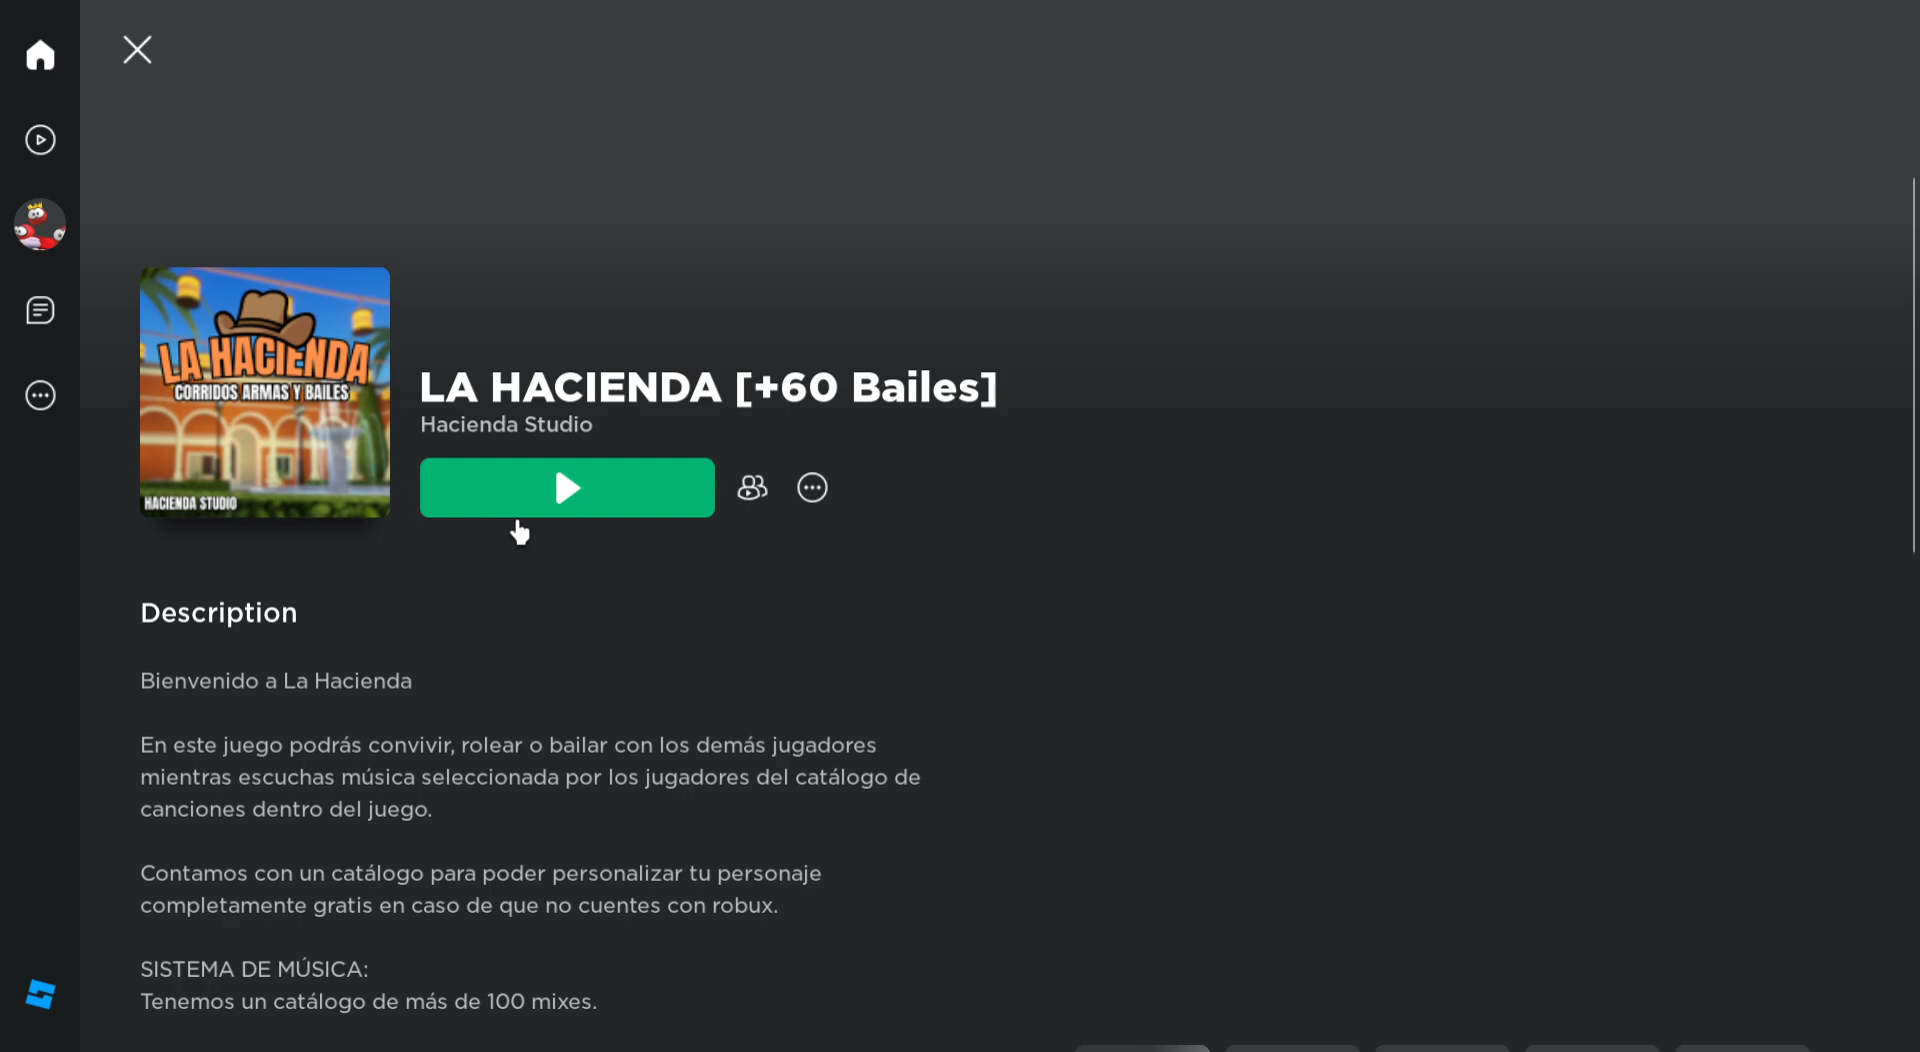 LA HACIENDA
CORRIDOS ARMAS Y BAILES
HACIENDA STUDIO
LA HACIENDA [+60 Bailes]
Hacienda Studio
Description
Bienvenido a La Hacienda
En este juego podrás convivir, rolear o bailar con los demás jugadores
mientras escuchas música seleccionada por los jugadores del catálogo de
canciones dentro del juego.
Contamos con un catálogo para poder personalizar tu personaje
completamente gratis en caso de que no cuentes con robux.
SISTEMA DE MÚSICA:
Tenemos un catálogo de más de 100 mixes.